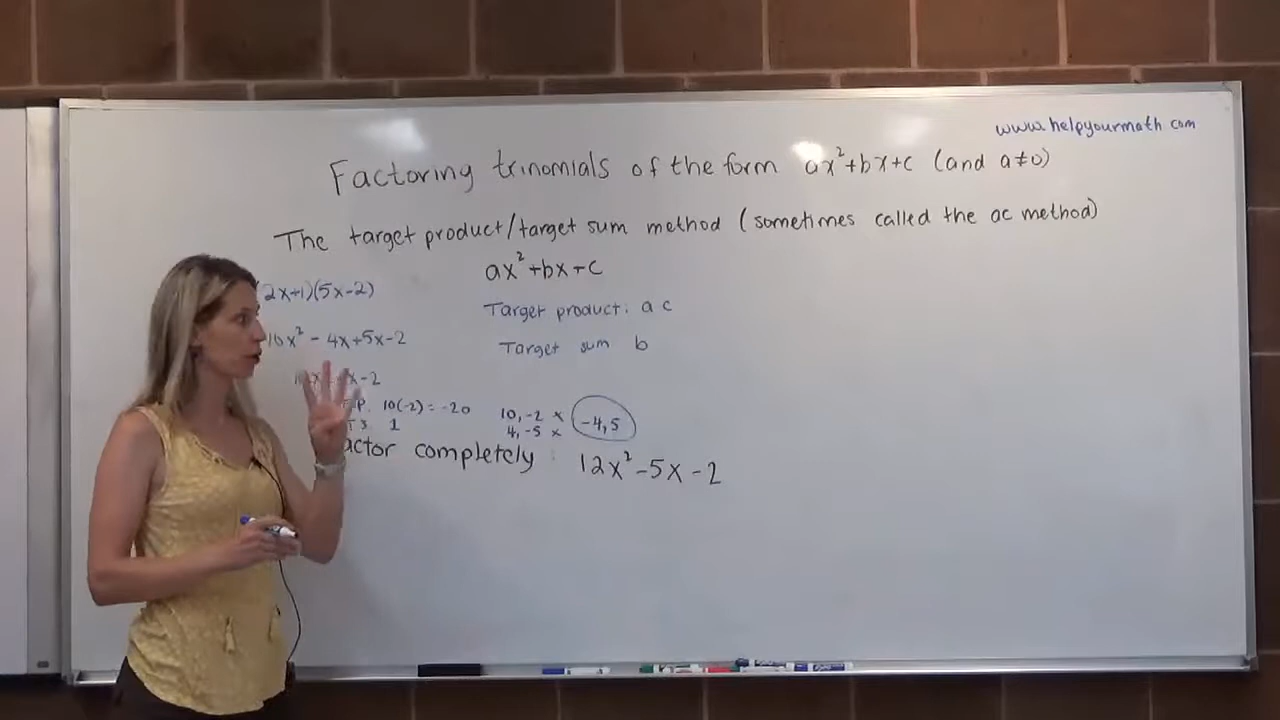 www.helpyourmath.com
Factoring trinomials of the form ax²+bx+c (and a≠0)
The target product/target sum method (sometimes called the ac method)
2x+1)(5x-2)
10x² - 4x+5x-2
x-2
T.P. 10(-2) = -20
T.S. 1
ax²+bx+c
Target product: a c
Target sum b
10, -2 x
4, -5 x
-4,5
actor completely : 12x²-5x-2